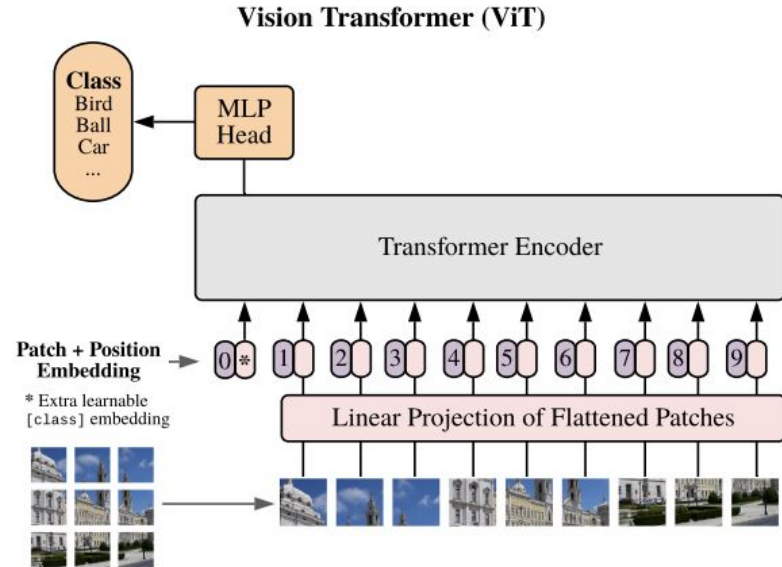 Vision Transformer (ViT)
Class
Bird
Ball
Car
...
MLP
Head
Transformer Encoder
Patch + Position
Embedding
0 * 1 2 3 4 5 6 7 8 9
* Extra learnable
[class] embedding
Linear Projection of Flattened Patches